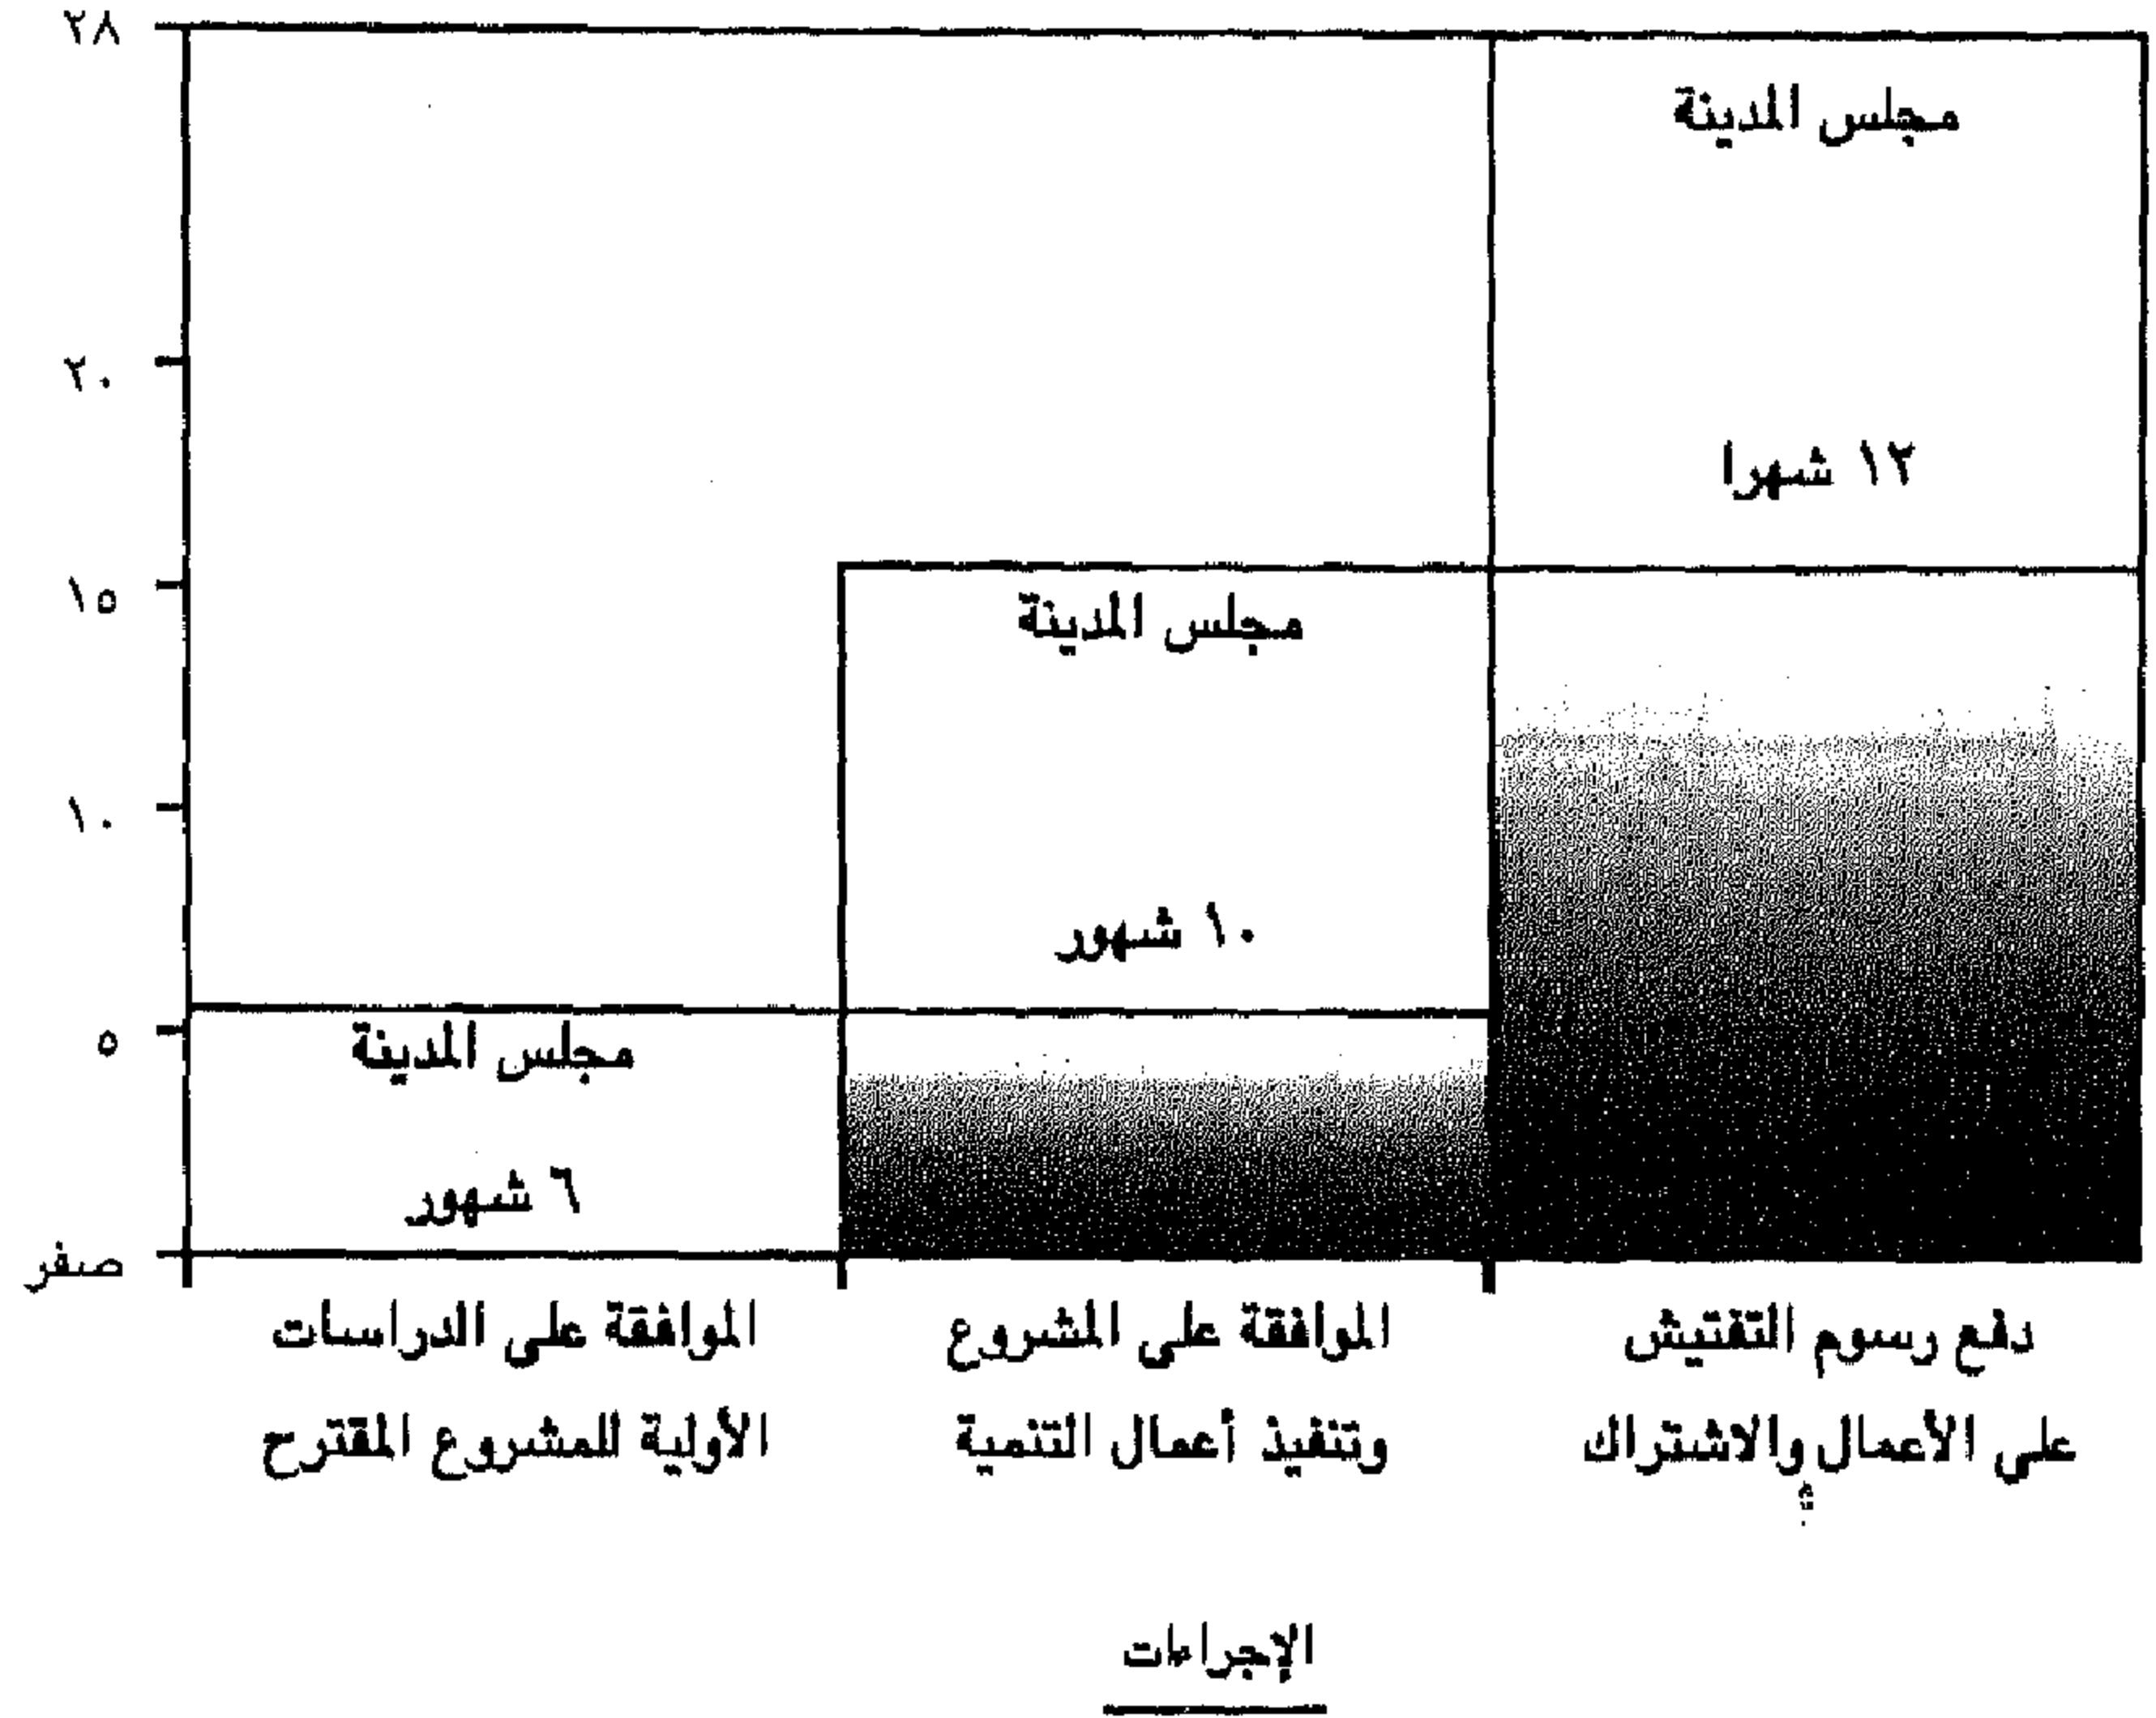 ٢٨
مجلس المدينة
٢٠
١٢ شهرا
١٥
مجلس المدينة
١٠
١٠ شهور
٥
مجلس المدينة
٦ شهور
صفر
دفع رسوم التفتيش
على الأعمال والاشتراك
الموافقة على المشروع
وتنفيذ أعمال التنمية
الموافقة على الدراسات
الأولية للمشروع المقترح
الإجراءات